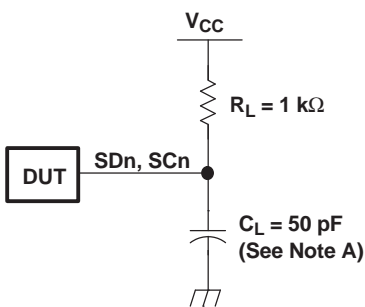 VCC
RL = 1 kΩ
SDn, SCn
DUT
CL = 50 pF
(See Note A)